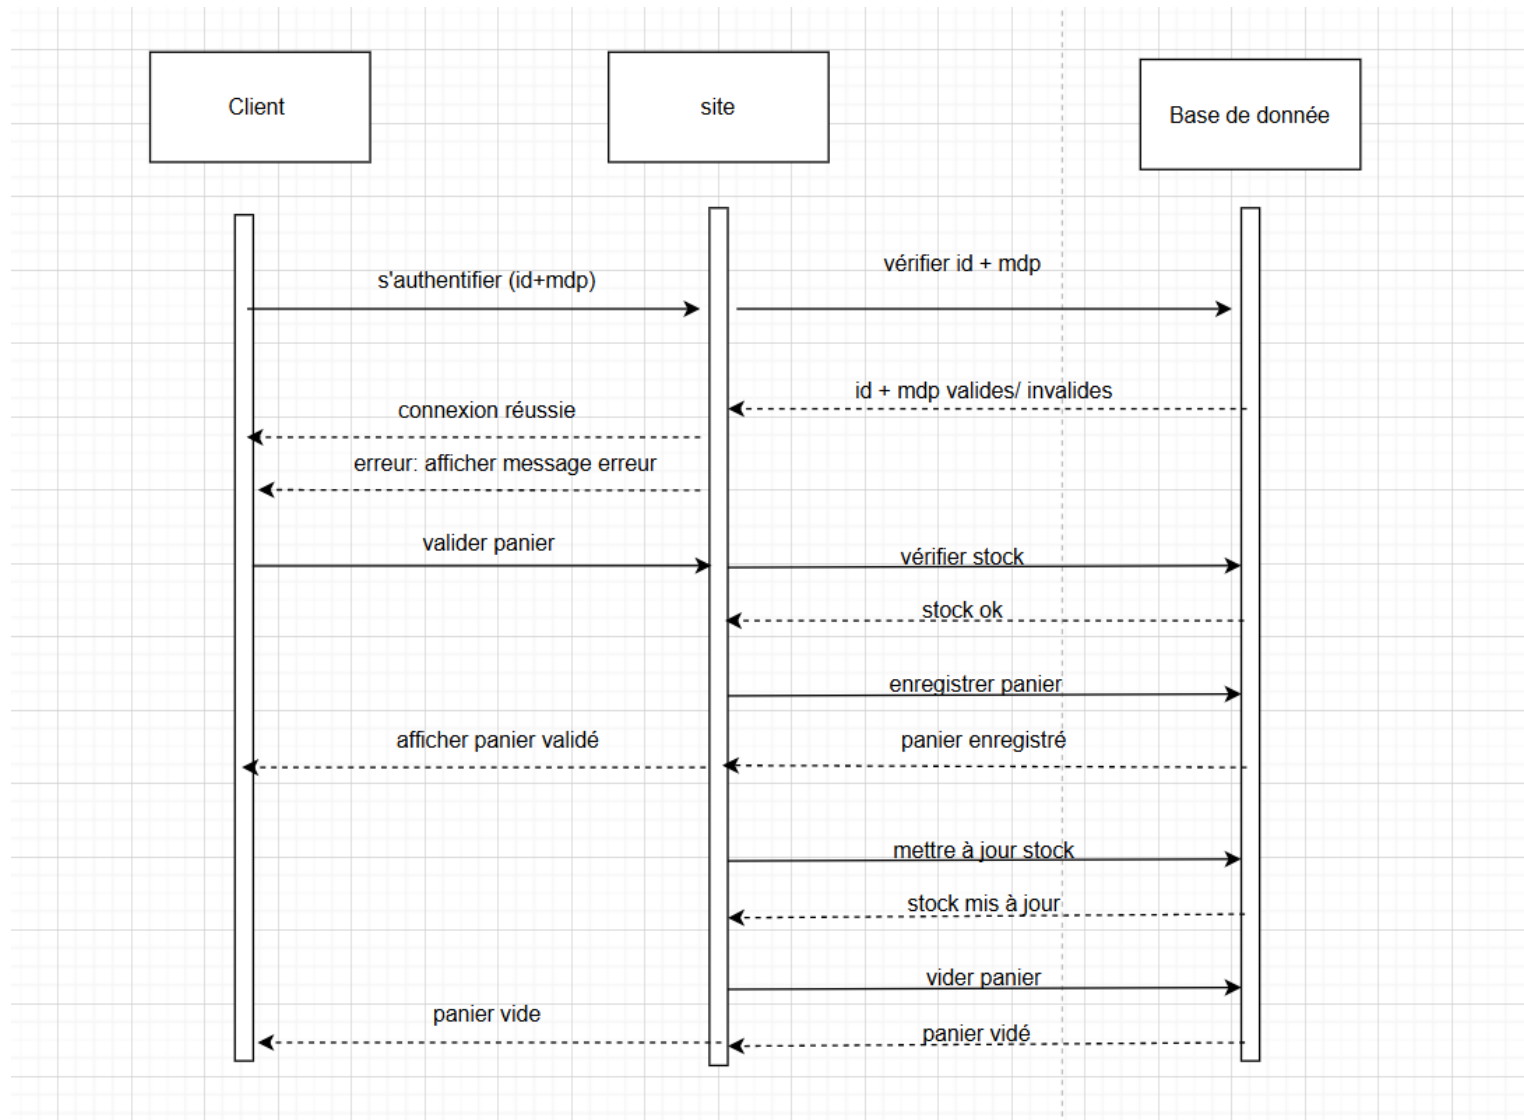 Client
site
Base de donnée
s'authentifier (id+mdp)
vérifier id + mdp
id + mdp valides/ invalides
connexion réussie
erreur: afficher message erreur
valider panier
vérifier stock
stock ok
enregistrer panier
afficher panier validé
panier enregistré
mettre à jour stock
stock mis à jour
vider panier
panier vide
panier vidé